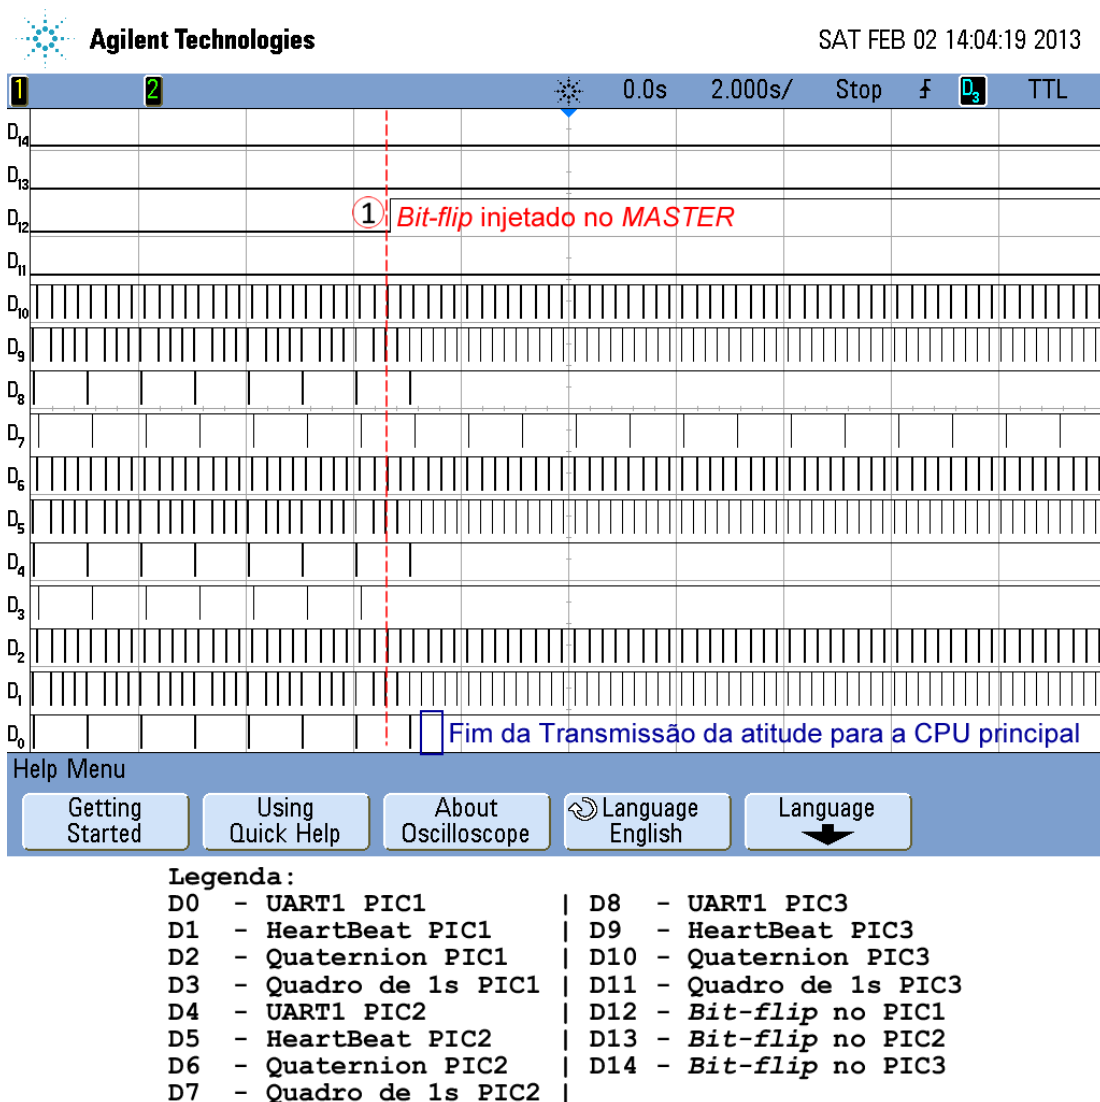 Agilent Technologies SAT FEB 02 14:04:19 2013
1 2 0.0s 2.000s/ Stop D3 TTL
D14
D13
D12 1 Bit-flip injetado no MASTER
D11
D10
D9
D8
D7
D6
D5
D4
D3
D2
D1
D0 Fim da Transmissão da atitude para a CPU principal
Help Menu
Getting Started Using Quick Help About Oscilloscope Language English Language
Legenda:
D0 - UART1 PIC1 | D8 - UART1 PIC3
D1 - HeartBeat PIC1 | D9 - HeartBeat PIC3
D2 - Quaternion PIC1 | D10 - Quaternion PIC3
D3 - Quadro de 1s PIC1 | D11 - Quadro de 1s PIC3
D4 - UART1 PIC2 | D12 - Bit-flip no PIC1
D5 - HeartBeat PIC2 | D13 - Bit-flip no PIC2
D6 - Quaternion PIC2 | D14 - Bit-flip no PIC3
D7 - Quadro de 1s PIC2 |